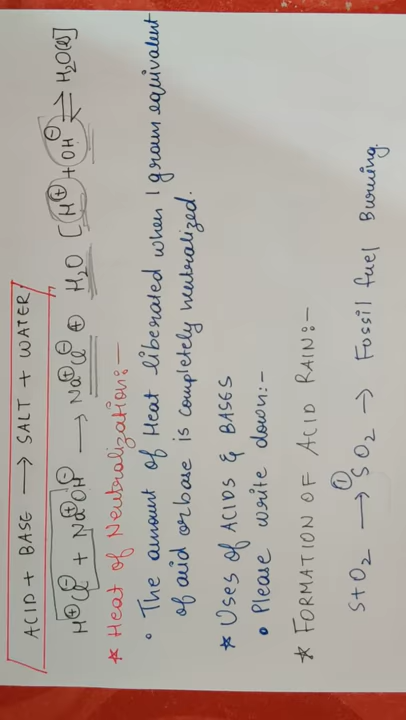 ACID + BASE → SALT + WATER
H⊕Cl⊖ + Na⊕OH⊖ → Na⊕Cl⊖ ⊕ H₂O [H⊕ + OH⊖ ⇌ H₂O(l)]
* Heat of Neutralization:-
• The amount of Heat liberated when 1 gram equivalent
of acid or base is completely neutralized.
* Uses of ACIDS & BASES
• Please write down:-
* FORMATION OF ACID RAIN:-
S+O₂ →① SO₂ → Fossil fuel Burning